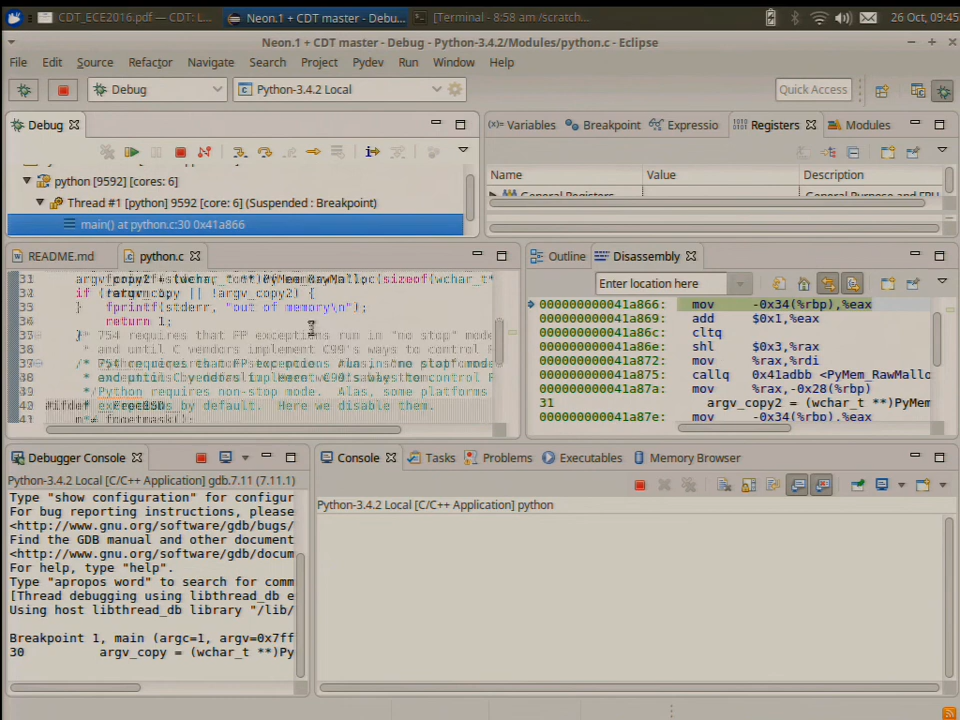 CDT_ECE2016.pdf — CDT: L...
Neon.1 + CDT master - Debu...
[Terminal - 8:58 am /scratch...
26 Oct, 09:45
Neon.1 + CDT master - Debug - Python-3.4.2/Modules/python.c - Eclipse
File Edit Source Refactor Navigate Search Project Pydev Run Window Help
Debug
Python-3.4.2 Local
Quick Access
Debug
Variables Breakpoint Expressio Registers Modules
python [9592] [cores: 6]
Thread #1 [python] 9592 [core: 6] (Suspended : Breakpoint)
main() at python.c:30 0x41a866
Name Value Description
README.md python.c
33 fprintf(stderr, "out of memory\n");
34 return 1;
Outline Disassembly
Enter location here
000000000041a866: mov -0x34(%rbp),%eax
000000000041a869: add $0x1,%eax
000000000041a86c: cltq
000000000041a86e: shl $0x3,%rax
000000000041a872: mov %rax,%rdi
000000000041a875: callq 0x41adbb <PyMem_RawMallo
000000000041a87a: mov %rax,-0x28(%rbp)
31 argv_copy2 = (wchar_t **)PyMem
000000000041a87e: mov -0x34(%rbp),%eax
Debugger Console
Python-3.4.2 Local [C/C++ Application] gdb.7.11 (7.11.1)
Type "show configuration" for configur
For bug reporting instructions, please
<http://www.gnu.org/software/gdb/bugs/
Find the GDB manual and other document
<http://www.gnu.org/software/gdb/docum
For help, type "help".
Type "apropos word" to search for comm
[Thread debugging using libthread_db e
Using host libthread_db library "/lib/
Breakpoint 1, main (argc=1, argv=0x7ff
30 argv_copy = (wchar_t **)Py
Console Tasks Problems Executables Memory Browser
Python-3.4.2 Local [C/C++ Application] python